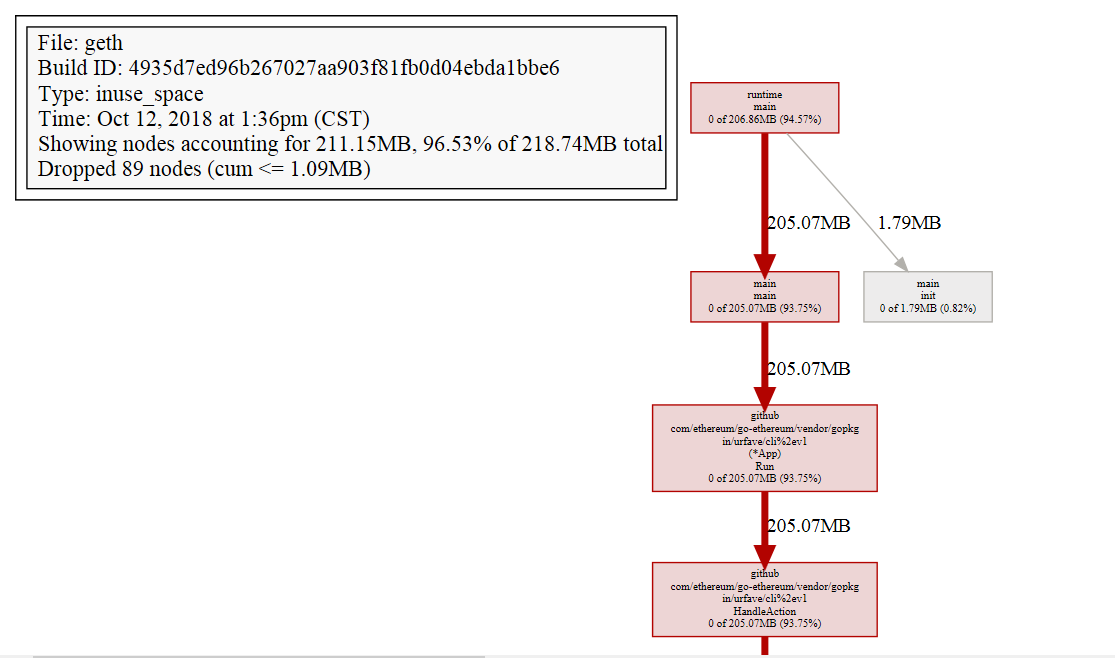 File: geth
Build ID: 4935d7ed96b267027aa903f81fb0d04ebda1bbe6
Type: inuse_space
Time: Oct 12, 2018 at 1:36pm (CST)
Showing nodes accounting for 211.15MB, 96.53% of 218.74MB total
Dropped 89 nodes (cum <= 1.09MB)
runtime
main
0 of 206.86MB (94.57%)
205.07MB
1.79MB
main
main
0 of 205.07MB (93.75%)
main
init
0 of 1.79MB (0.82%)
205.07MB
github
com/ethereum/go-ethereum/vendor/gopkg
in/urfave/cli%2ev1
(*App)
Run
0 of 205.07MB (93.75%)
205.07MB
github
com/ethereum/go-ethereum/vendor/gopkg
in/urfave/cli%2ev1
HandleAction
0 of 205.07MB (93.75%)